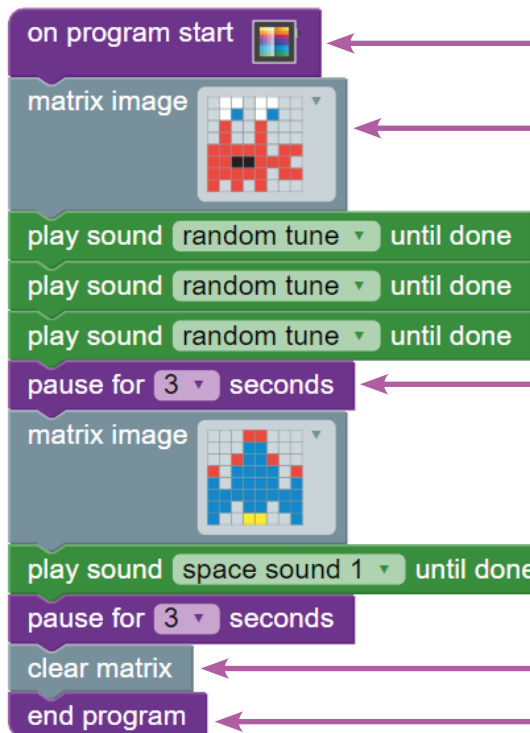 on program start
matrix image
play sound random tune until done
play sound random tune until done
play sound random tune until done
pause for 3 seconds
matrix image
play sound space sound 1 until done
pause for 3 seconds
clear matrix
end program